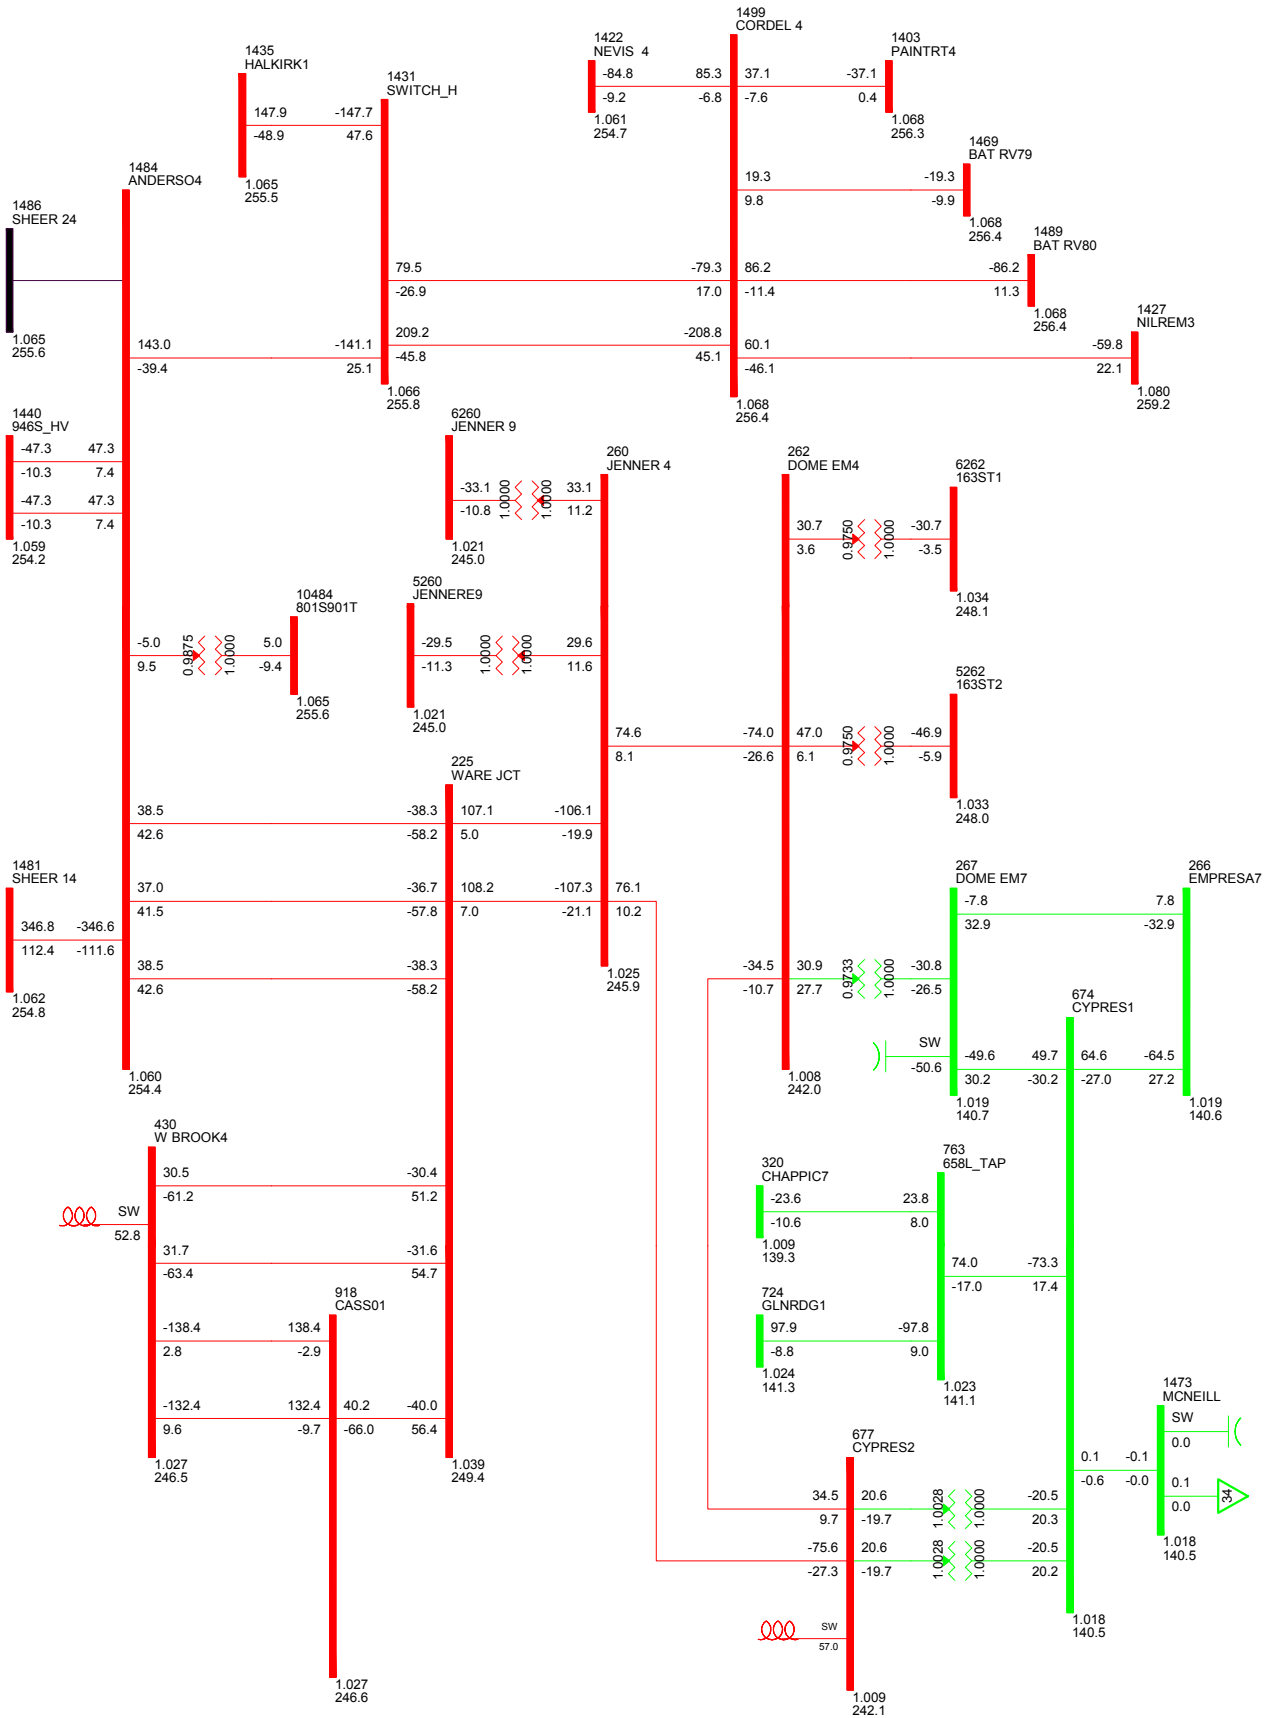 1499
CORDEL 4
1422
NEVIS  4
1403
PAINTRT4
1435
HALKIRK1
1431
SWITCH_H
-84.8 85.3 37.1 -37.1
-9.2 -6.8 -7.6 0.4
1.061
254.7
1.068
256.3
147.9 -147.7
-48.9 47.6
1469
BAT RV79
1484
ANDERSO4
1.065
255.5
19.3 -19.3
9.8 -9.9
1486
SHEER 24
1.068
256.4
1489
BAT RV80
79.5 -79.3 86.2 -86.2
-26.9 17.0 -11.4 11.3
1.068
256.4
1427
NILREM3
1.065
255.6
143.0 -141.1 209.2 -208.8 60.1 -59.8
-39.4 25.1 -45.8 45.1 -46.1 22.1
1.066
255.8
1.068
256.4
1.080
259.2
1440
946S_HV
6260
JENNER 9
260
JENNER 4
262
DOME EM4
6262
163ST1
-47.3 47.3
-10.3 7.4
-47.3 47.3
-10.3 7.4
1.059
254.2
-33.1 1.0000 1.0000 33.1
-10.8 11.2
1.021
245.0
30.7 0.9750 1.0000 -30.7
3.6 -3.5
1.034
248.1
10484
801S901T
5260
JENNERE9
-5.0 0.9875 1.0000 5.0
9.5 -9.4
1.065
255.6
-29.5 1.0000 1.0000 29.6
-11.3 11.6
1.021
245.0
5262
163ST2
74.6 -74.0 47.0 0.9750 1.0000 -46.9
8.1 -26.6 6.1 -5.9
1.033
248.0
225
WARE JCT
38.5 -38.3 107.1 -106.1
42.6 -58.2 5.0 -19.9
1481
SHEER 14
37.0 -36.7 108.2 -107.3 76.1
41.5 -57.8 7.0 -21.1 10.2
346.8 -346.6
112.4 -111.6
1.062
254.8
38.5 -38.3
42.6 -58.2
1.025
245.9
1.060
254.4
267
DOME EM7
266
EMPRESA7
-7.8 7.8
32.9 -32.9
-34.5 30.9 0.9733 1.0000 -30.8
-10.7 27.7 -26.5
674
CYPRES1
SW
-50.6
-49.6 49.7 64.6 -64.5
30.2 -30.2 -27.0 27.2
1.008
242.0
1.019
140.7
1.019
140.6
430
W BROOK4
30.5 -30.4
-61.2 51.2
SW
52.8
31.7 -31.6
-63.4 54.7
320
CHAPPIC7
763
658L_TAP
-23.6 23.8
-10.6 8.0
1.009
139.3
74.0 -73.3
-17.0 17.4
918
CASS01
-138.4 138.4
2.8 -2.9
724
GLNRDG1
97.9 -97.8
-8.8 9.0
1.024
141.3
1.023
141.1
-132.4 132.4 40.2 -40.0
9.6 -9.7 -66.0 56.4
1.027
246.5
1.039
249.4
1473
MCNEILL
SW
0.0
677
CYPRES2
0.1 -0.1
-0.6 -0.0
0.1
0.0
34
34.5 20.6 1.0028 1.0000 -20.5
9.7 -19.7 20.3
1.018
140.5
-75.6 20.6 1.0028 1.0000 -20.5
-27.3 -19.7 20.2
SW
57.0
1.018
140.5
1.027
246.6
1.009
242.1